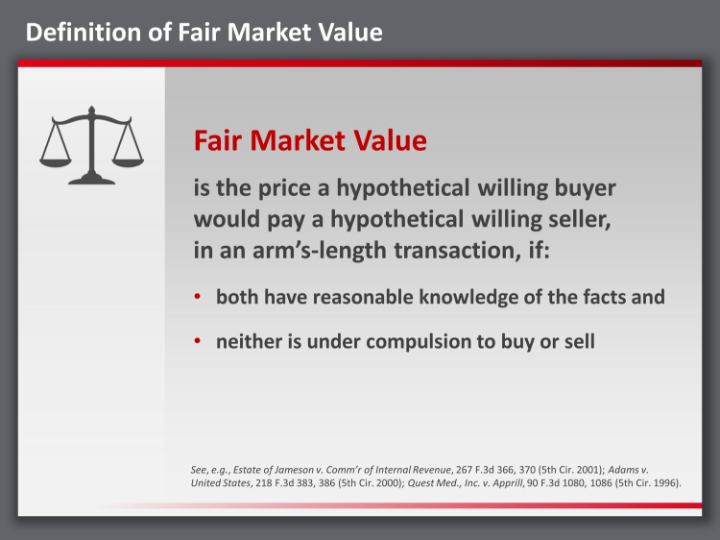 Definition of Fair Market Value
Fair Market Value
is the price a hypothetical willing buyer
would pay a hypothetical willing seller,
in an arm's-length transaction, if:
• both have reasonable knowledge of the facts and
• neither is under compulsion to buy or sell
See, e.g., Estate of Jameson v. Comm'r of Internal Revenue, 267 F.3d 366, 370 (5th Cir. 2001); Adams v.
United States, 218 F.3d 383, 386 (5th Cir. 2000); Quest Med., Inc. v. Apprill, 90 F.3d 1080, 1086 (5th Cir. 1996).